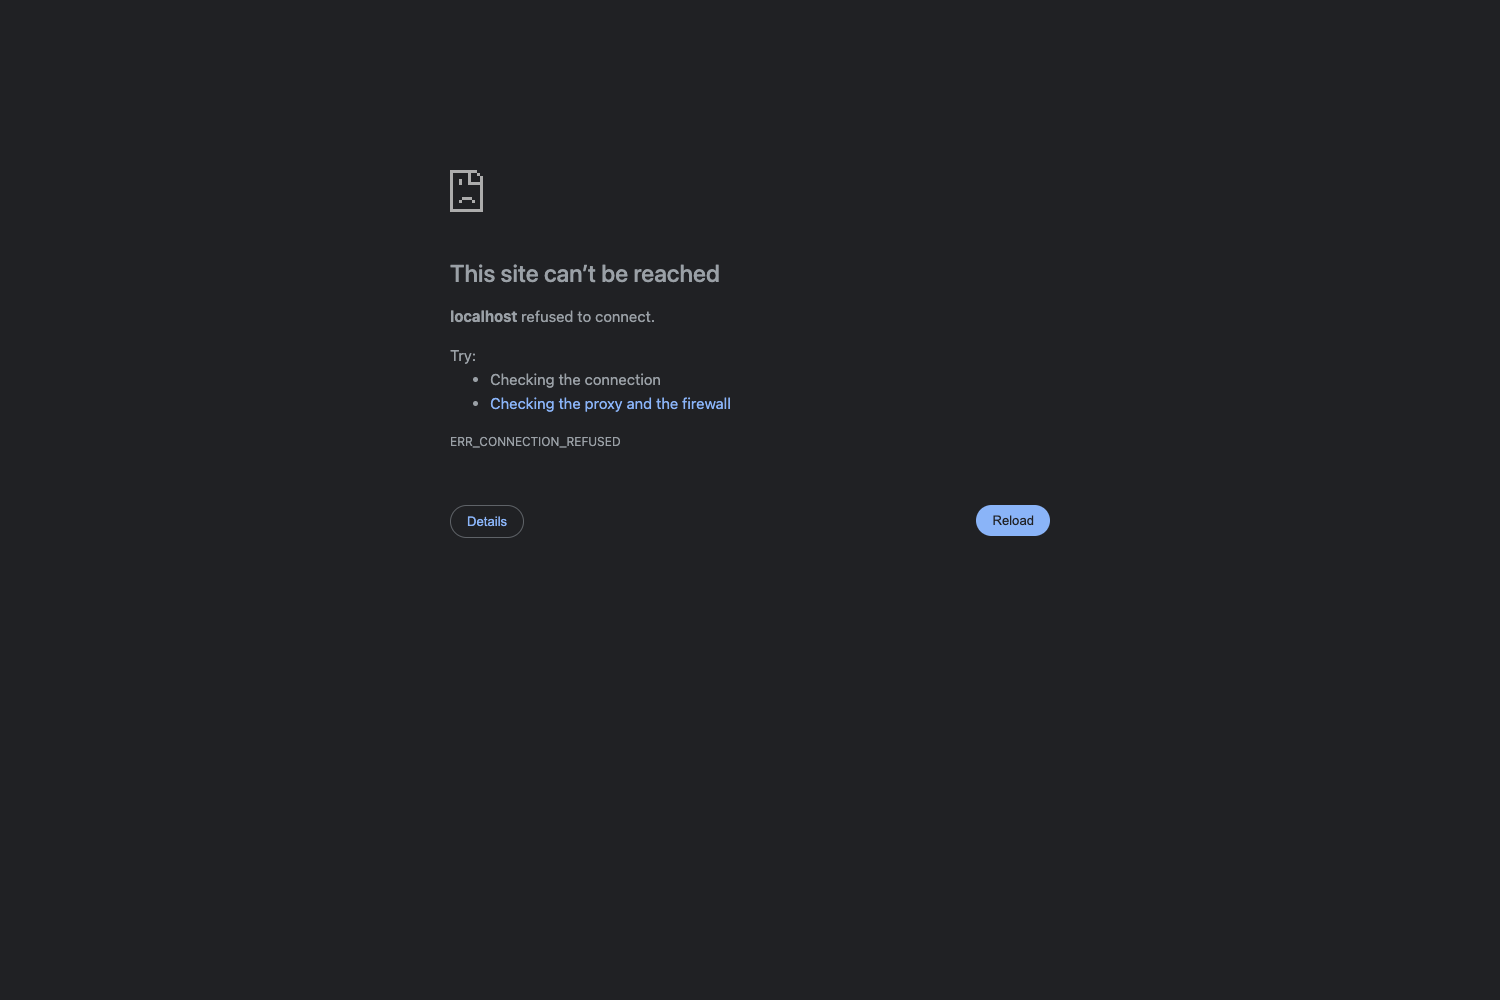 This site can’t be reached
localhost refused to connect.
Try:
Checking the connection
Checking the proxy and the firewall
ERR_CONNECTION_REFUSED
Details
Reload